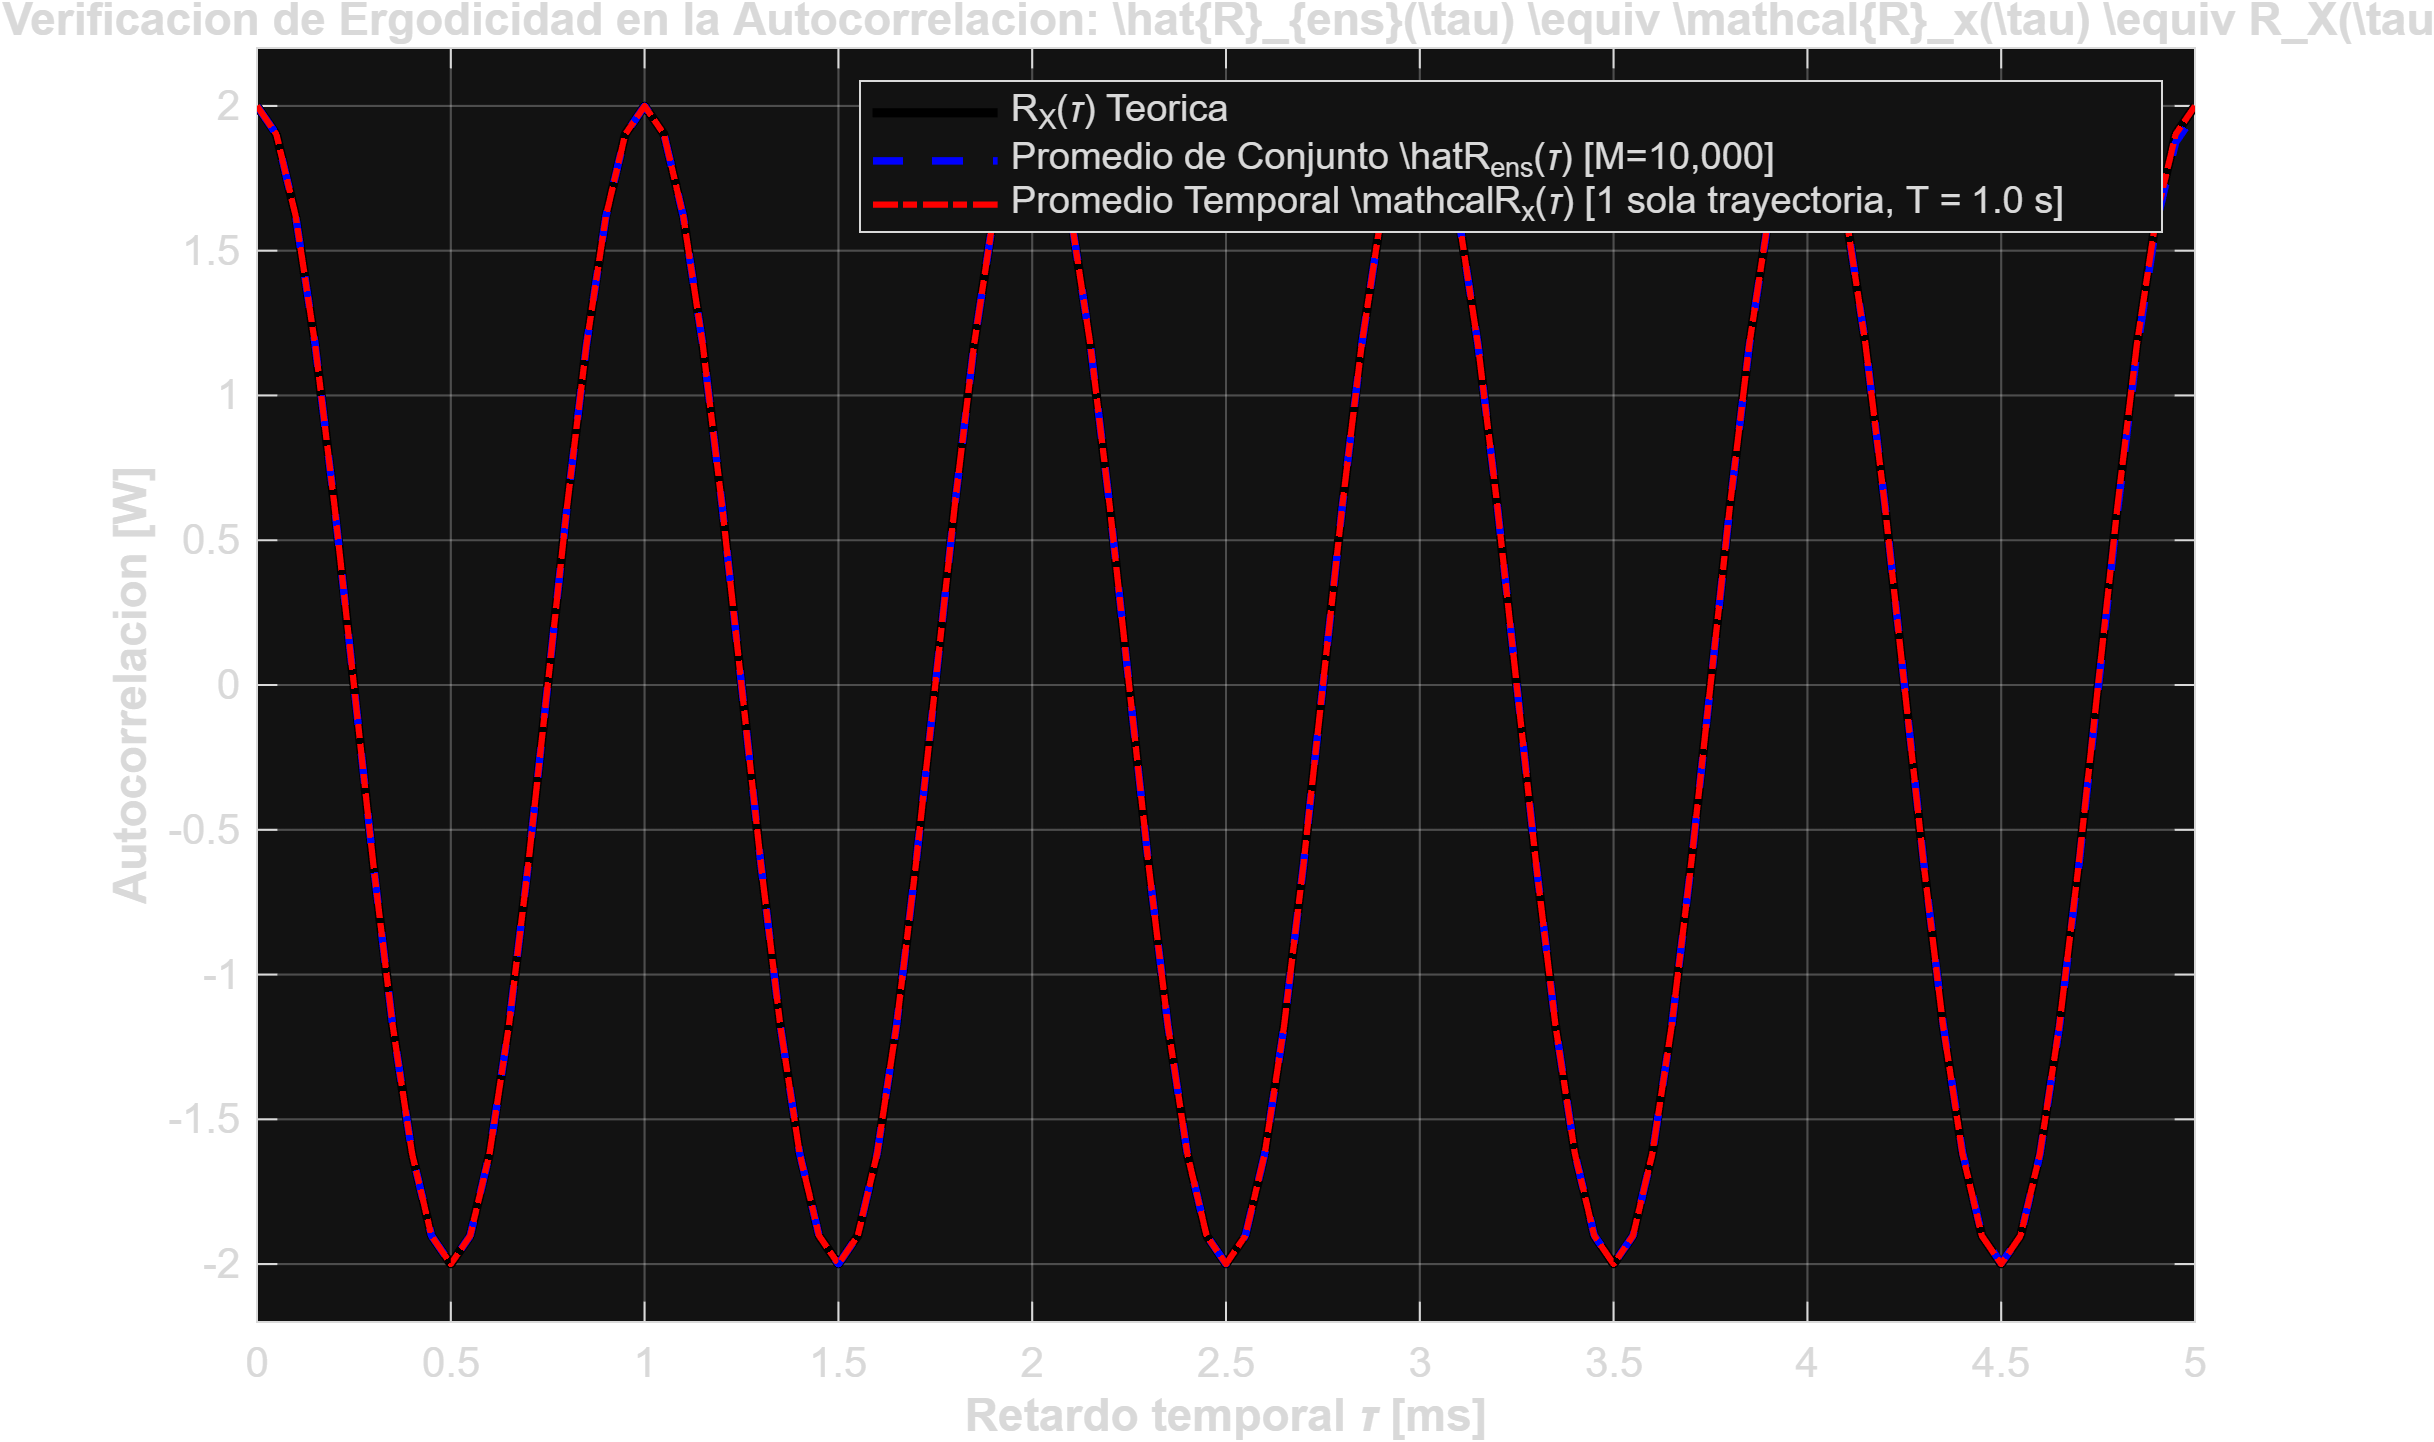 Verificacion de Ergodicidad en la Autocorrelacion: \hat{R}_{ens}(\tau) \equiv \mathcal{R}_x(\tau) \equiv R_X(\tau
R_X(τ) Teorica
Promedio de Conjunto \hatR_ens(τ) [M=10,000]
Promedio Temporal \mathcalR_x(τ) [1 sola trayectoria, T = 1.0 s]
Autocorrelacion [W]
2
1.5
1
0.5
0
-0.5
-1
-1.5
-2
0 0.5 1 1.5 2 2.5 3 3.5 4 4.5 5
Retardo temporal τ [ms]